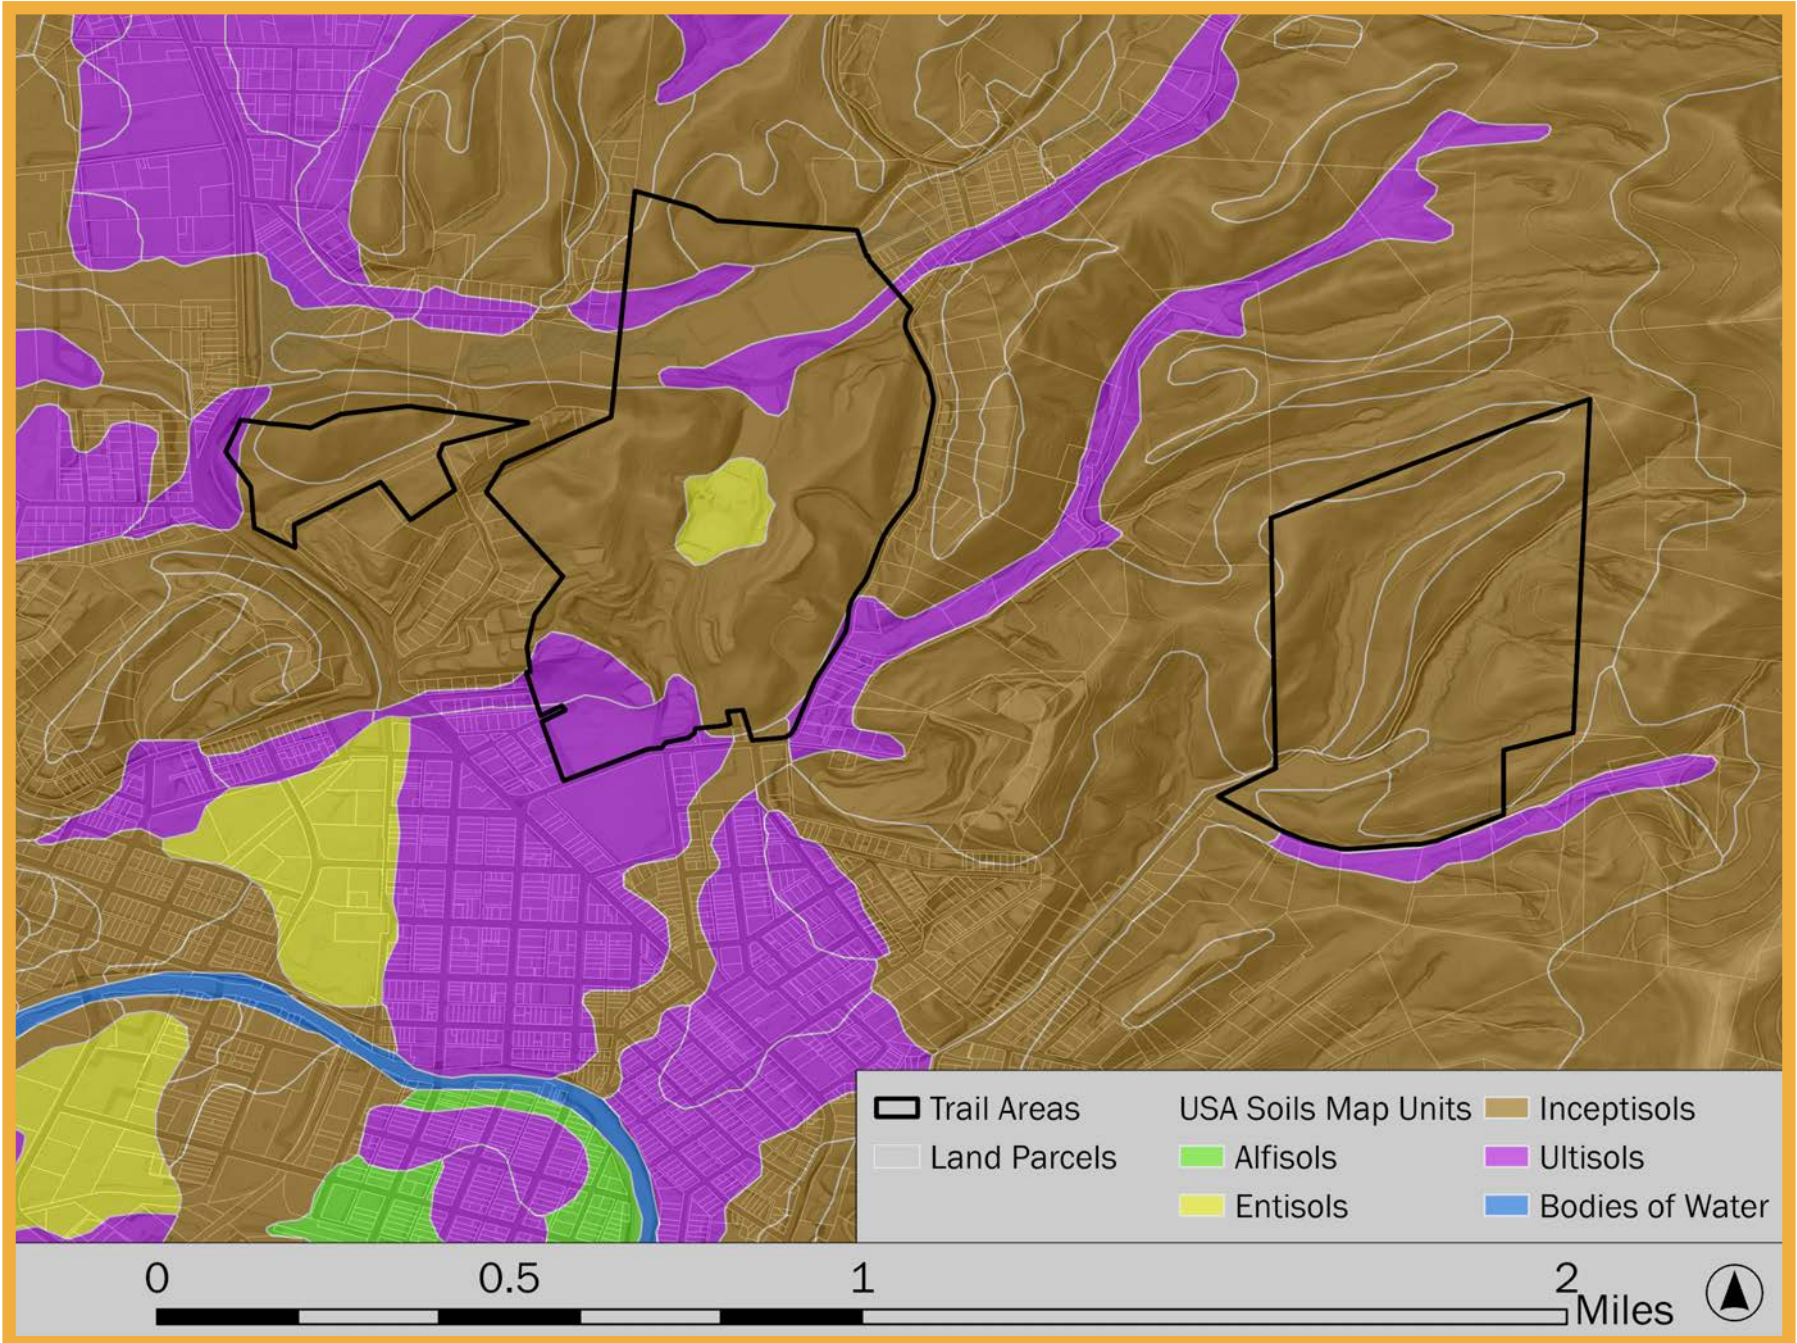 Trail Areas
Land Parcels
USA Soils Map Units
Alfisols
Entisols
Inceptisols
Ultisols
Bodies of Water
0 0.5 1 2
Miles